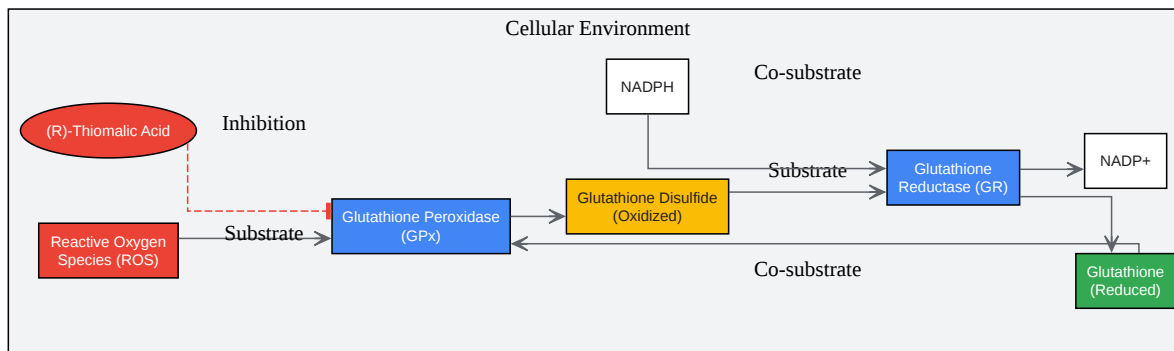 Cellular Environment
Co-substrate
NADPH
(R)-Thiomalic Acid
Inhibition
Substrate
Glutathione
Reductase (GR)
NADP+
Glutathione Disulfide
(Oxidized)
Glutathione Peroxidase
(GPx)
Substrate
Reactive Oxygen
Species (ROS)
Co-substrate
Glutathione
(Reduced)